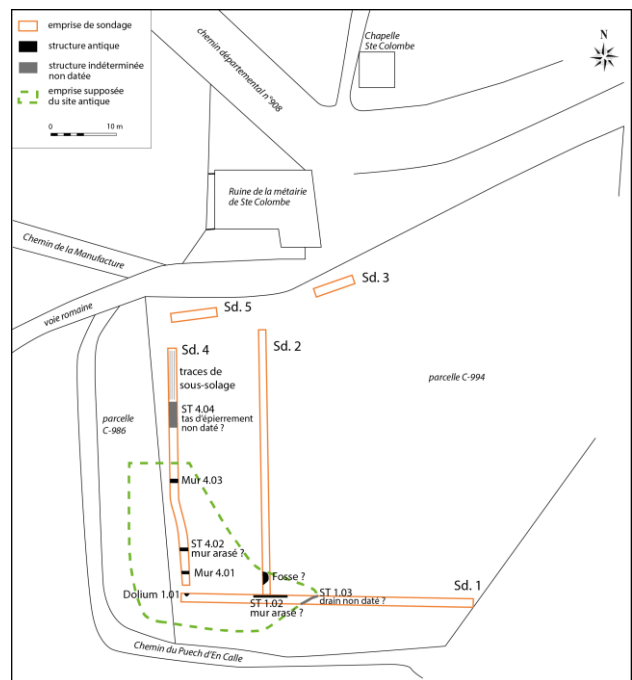 emprise de sondage
structure antique
structure indéterminée
non datée
emprise supposée
du site antique
0 10 m
chemin départemental n°908
Chapelle
Ste Colombe
N
Ruine de la métairie
de Ste Colombe
Chemin de la Manufacture
voie romaine
Sd. 3
Sd. 5
Sd. 2
Sd. 4
traces de
sous-solage
parcelle C-994
parcelle
C-986
ST 4.04
tas d'épierrement
non daté ?
Mur 4.03
ST 4.02
mur arasé ?
Mur 4.01
Fosse ?
Sd. 1
Dolium 1.01
ST 1.03
drain non daté ?
ST 1.02
mur arasé ?
Chemin du Puech d'En Calle